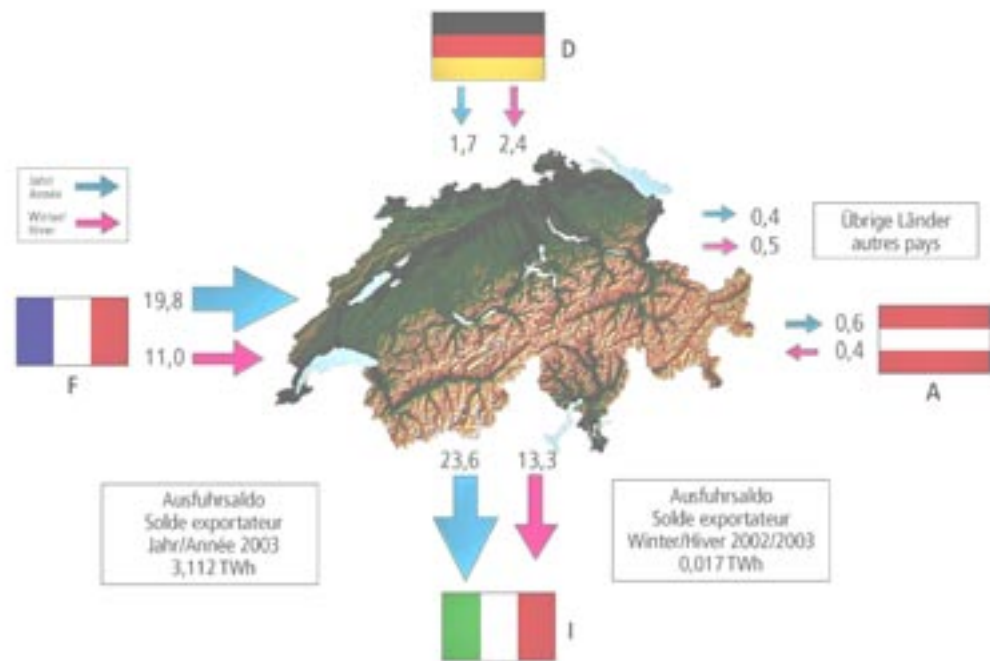 D
1,7 2,4
Jahr/
Année
Winter/
Hiver
0,4
0,5
Übrige Länder
autres pays
19,8
11,0
F
0,6
0,4
A
23,6 13,3
Ausfuhrsaldo
Solde exportateur
Jahr/Année 2003
3,112 TWh
Ausfuhrsaldo
Solde exportateur
Winter/Hiver 2002/2003
0,017 TWh
I